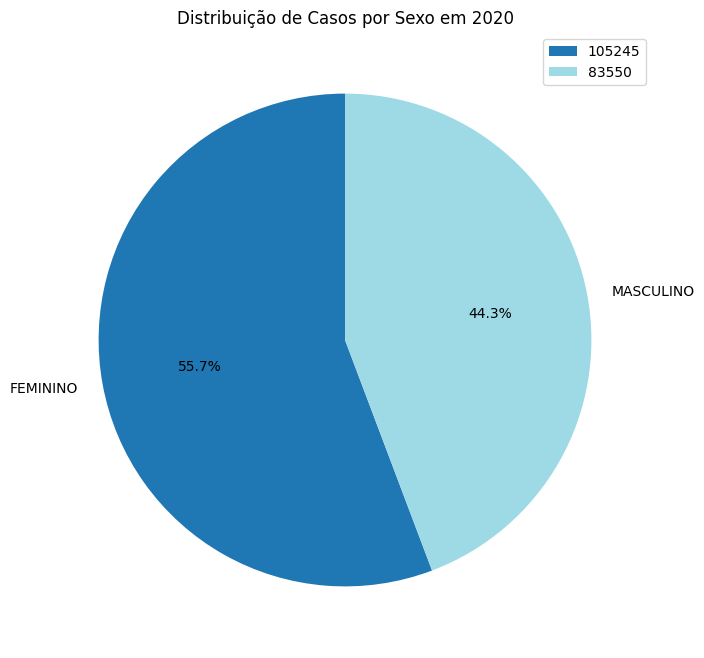 Distribuição de Casos por Sexo em 2020
105245
83550
MASCULINO
44.3%
55.7%
FEMININO